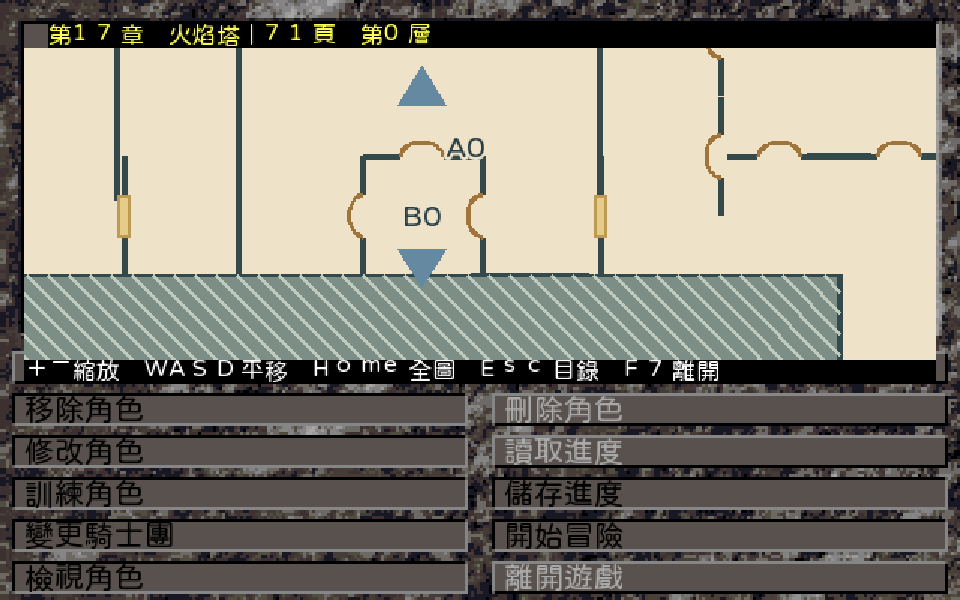 第17章　火焰塔｜71頁　第0層
A0
B0
＋－縮放　WASD平移　Home全圖　Esc目錄　F7離開
移除角色　刪除角色
修改角色　讀取進度
訓練角色　儲存進度
變更騎士團　開始冒險
檢視角色　離開遊戲